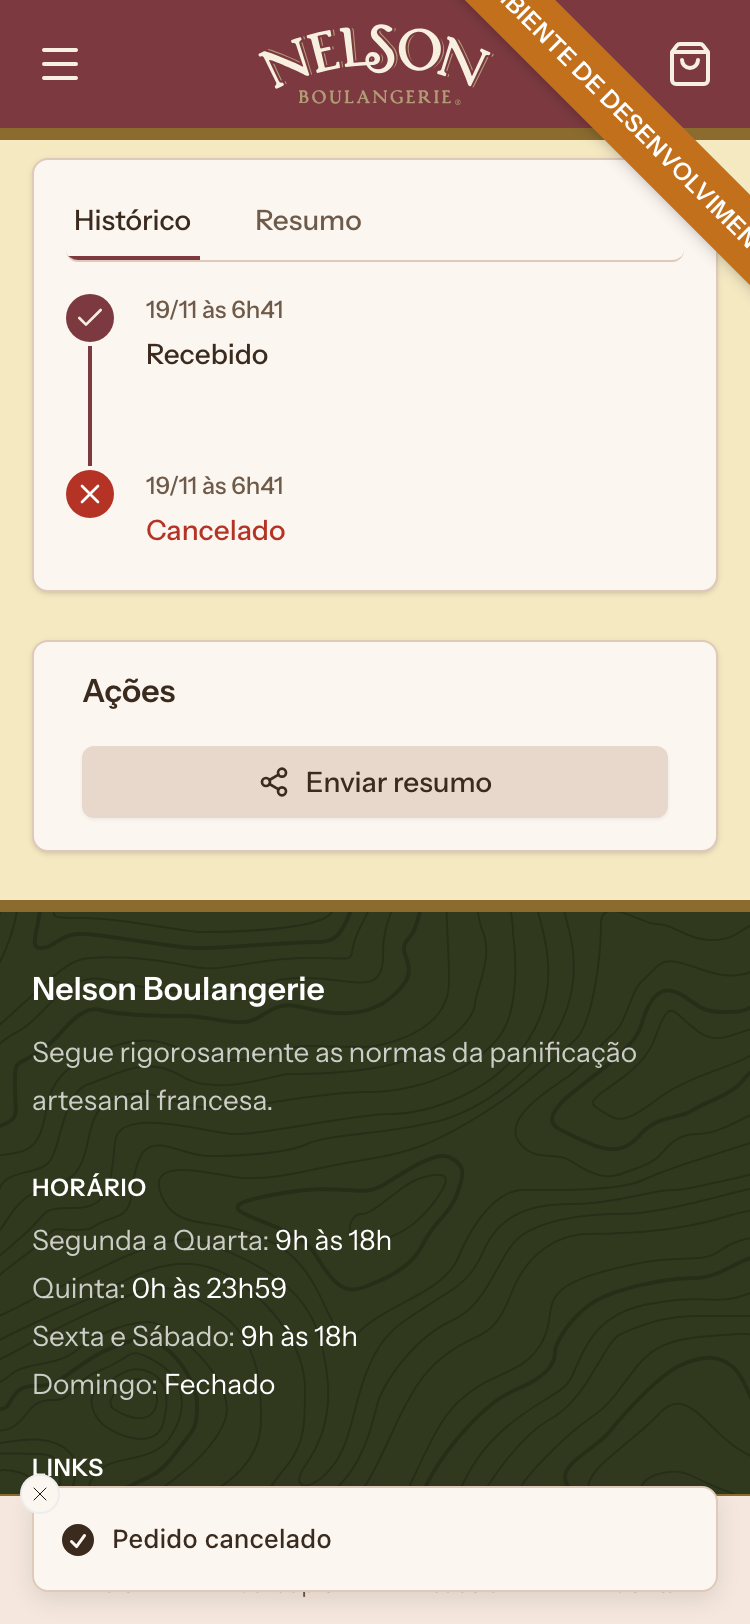 NELSON
BOULANGERIE
BIENTE DE DESENVOLVIMEN
Histórico
Resumo
19/11 às 6h41
Recebido
19/11 às 6h41
Cancelado
Ações
Enviar resumo
Nelson Boulangerie
Segue rigorosamente as normas da panificação
artesanal francesa.
HORÁRIO
Segunda a Quarta: 9h às 18h
Quinta: 0h às 23h59
Sexta e Sábado: 9h às 18h
Domingo: Fechado
LINKS
Pedido cancelado